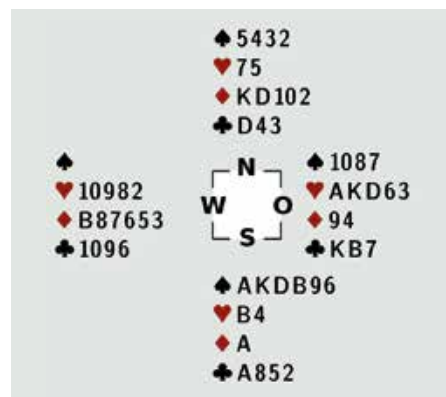 ♠ 5432
♥ 75
♦ KD102
♣ D43
♠
♥ 10982
♦ B87653
♣ 1096
N
W O
S
♠ 1087
♥ AKD63
♦ 94
♣ KB7
♠ AKDB96
♥ B4
♦ A
♣ A852